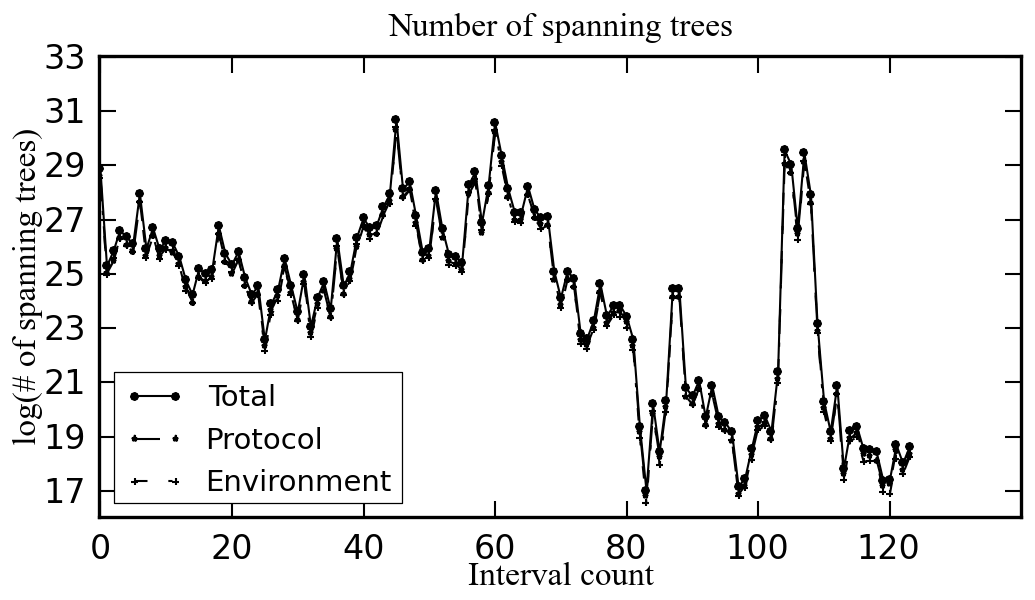 Number of spanning trees
log(# of spanning trees)
33
31
29
27
25
23
21
19
17
Total
Protocol
Environment
0 20 40 60 80 100 120
Interval count